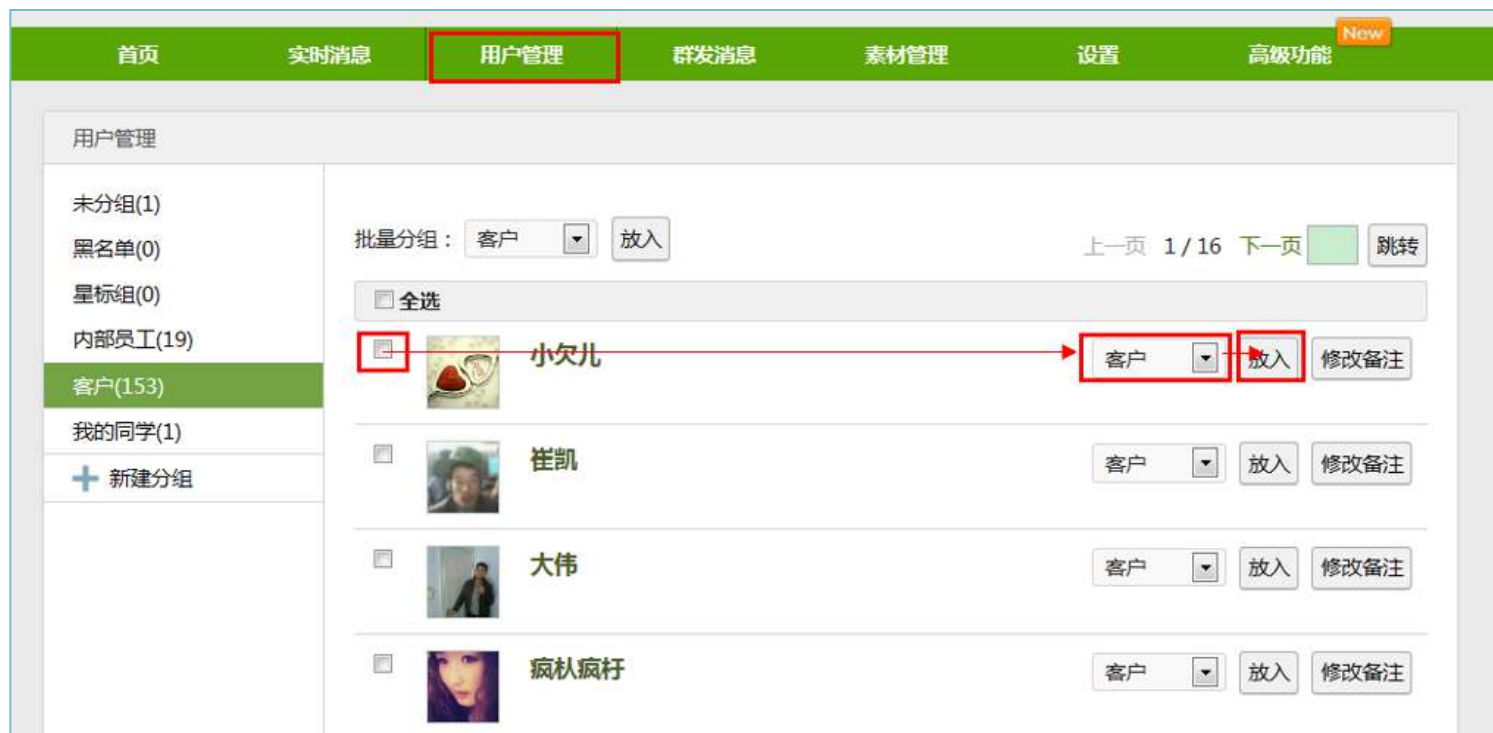 New
首页 实时消息 用户管理 群发消息 素材管理 设置 高级功能
用户管理
未分组(1)
黑名单(0)
星标组(0)
内部员工(19)
客户(153)
我的同学(1)
新建分组
批量分组： 客户 放入 上一页 1 / 16 下一页 跳转
全选
小欠儿 客户 放入 修改备注
崔凯 客户 放入 修改备注
大伟 客户 放入 修改备注
疯朳疯杅 客户 放入 修改备注